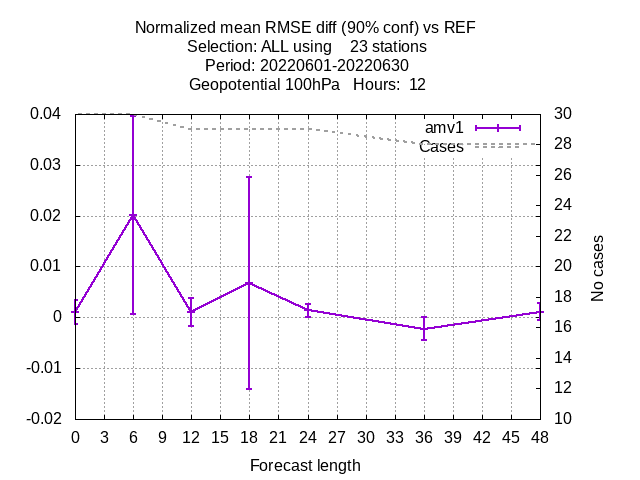 Normalized mean RMSE diff (90% conf) vs REF
Selection: ALL using    23 stations
Period: 20220601-20220630
Geopotential 100hPa   Hours:  12
0.04
0.03
0.02
0.01
0
-0.01
-0.02
amv1
Cases
30
28
26
24
22
20
18
16
14
12
10
No cases
0 3 6 9 12 15 18 21 24 27 30 33 36 39 42 45 48
Forecast length